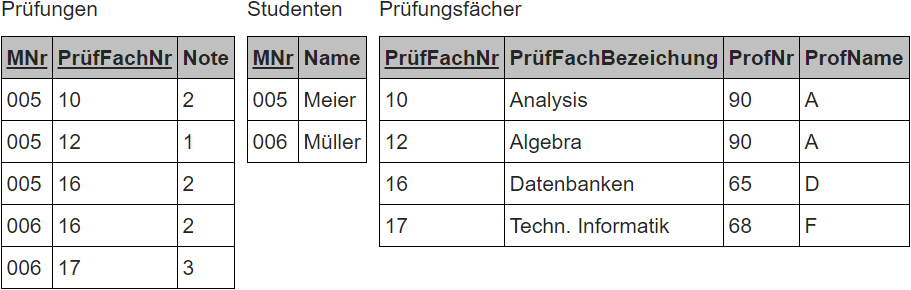 Prüfungen
MNr PrüfFachNr Note
005 10 2
005 12 1
005 16 2
006 16 2
006 17 3
Studenten
MNr Name
005 Meier
006 Müller
Prüfungsfächer
PrüfFachNr PrüfFachBezeichung ProfNr ProfName
10 Analysis 90 A
12 Algebra 90 A
16 Datenbanken 65 D
17 Techn. Informatik 68 F